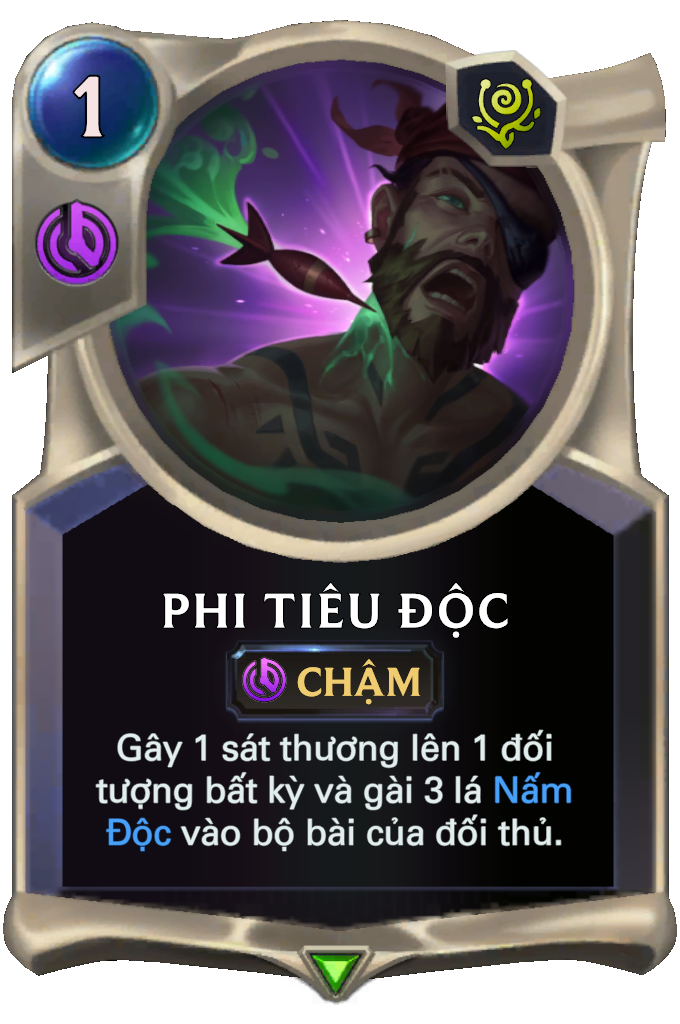 1
PHI TIÊU ĐỘC
CHẬM
Gây 1 sát thương lên 1 đối
tượng bất kỳ và gài 3 lá Nấm
Độc vào bộ bài của đối thủ.